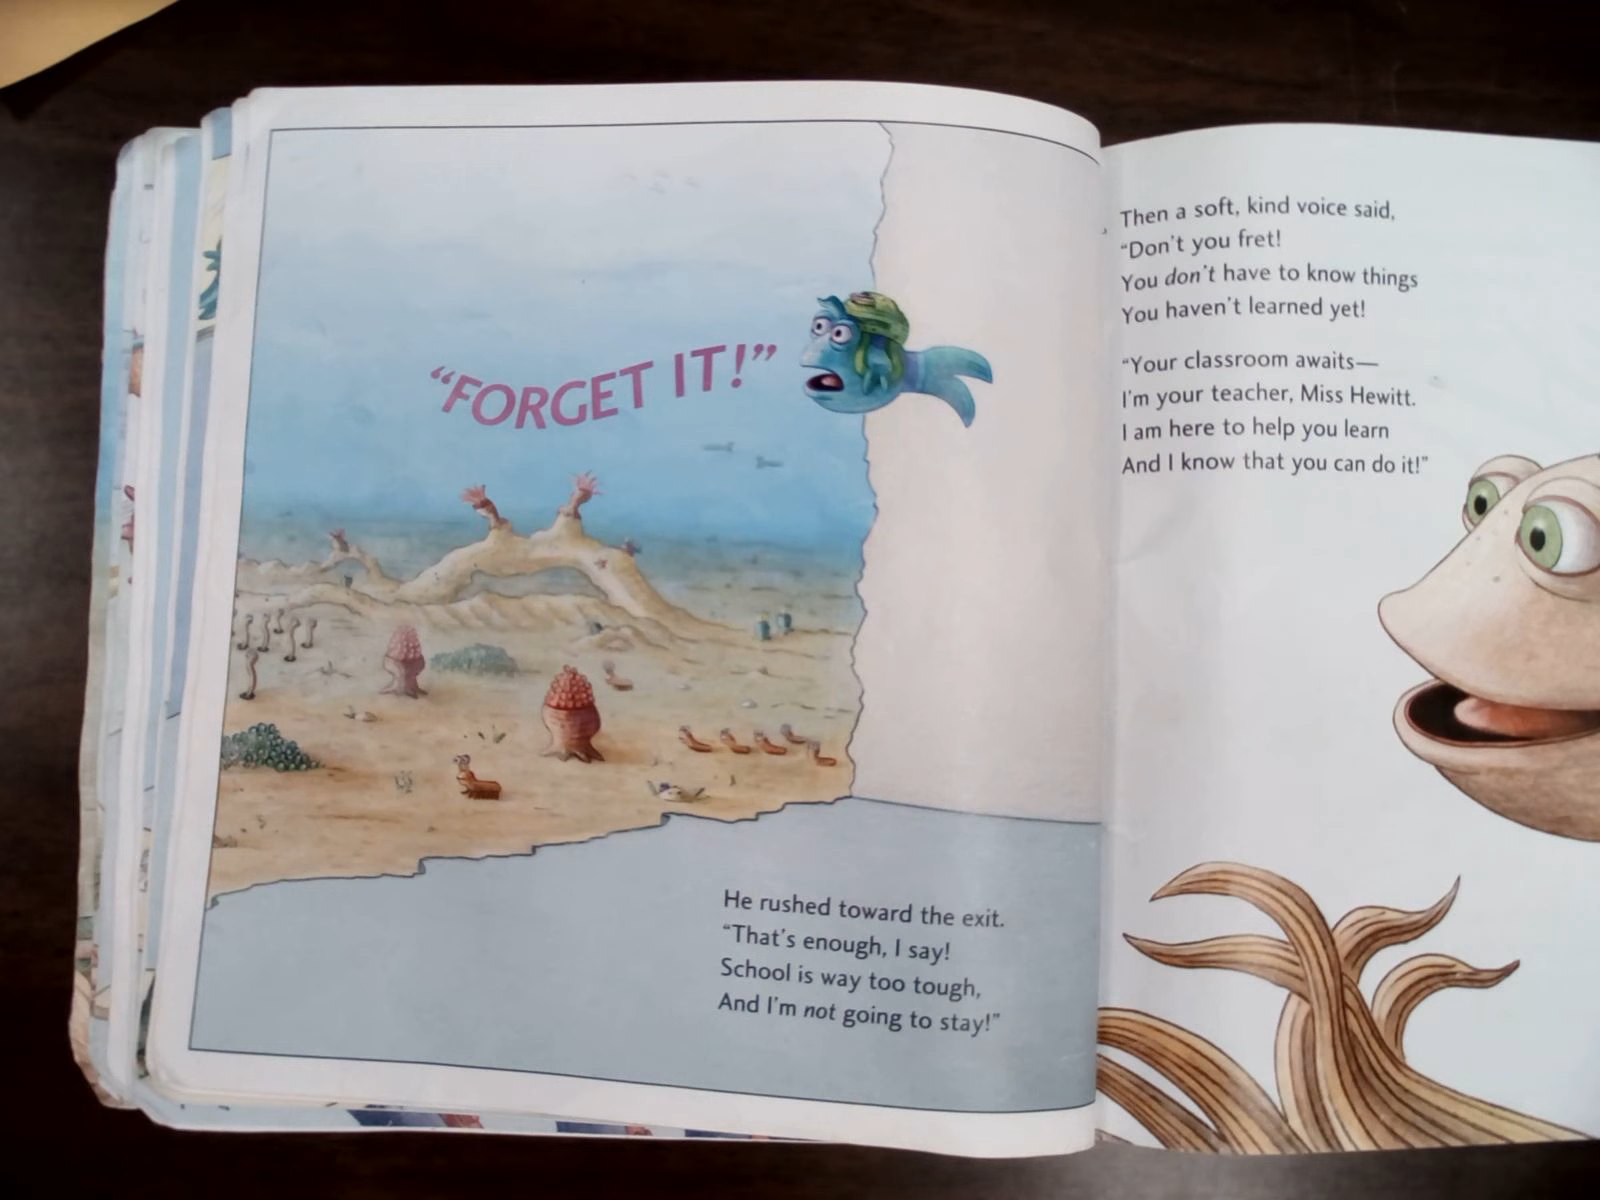 "FORGET IT!"
He rushed toward the exit.
"That's enough, I say!
School is way too tough,
And I'm not going to stay!"
Then a soft, kind voice said,
"Don't you fret!
You don't have to know things
You haven't learned yet!
"Your classroom awaits—
I'm your teacher, Miss Hewitt.
I am here to help you learn
And I know that you can do it!"